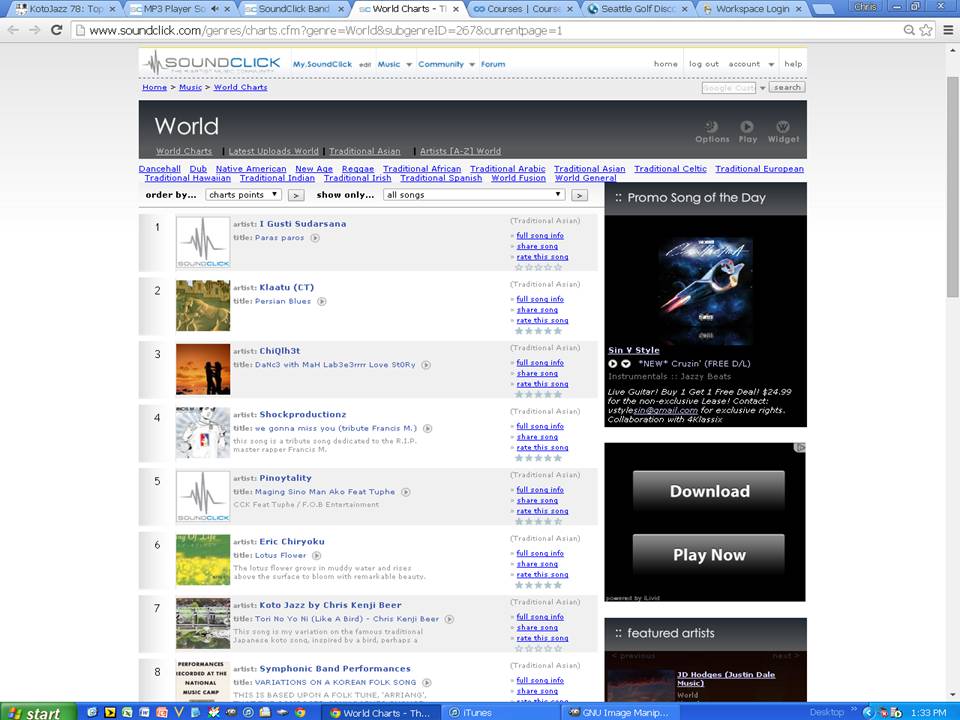 KotoJazz 78: Top
MP3 Player So
SoundClick Band
World Charts - Th
Courses | Course
Seattle Golf Disco
Workspace Login
Chris
www.soundclick.com/genres/charts.cfm?genre=World&subgenreID=267&currentpage=1
SOUNDCLICK
My.SoundClick edit Music Community Forum
home log out account help
Home > Music > World Charts
Google Cust search
World
World Charts | Latest Uploads World | Traditional Asian | Artists [A-Z] World
Options Play Widget
Dancehall Dub Native American New Age Reggae Traditional African Traditional Arabic Traditional Asian Traditional Celtic Traditional European
Traditional Hawaiian Traditional Indian Traditional Irish Traditional Spanish World Fusion World General
order by... charts points > show only... all songs >
1
SOUNDCLICK
artist: I Gusti Sudarsana
title: Paras paros
(Traditional Asian)
» full song info
» share song
» rate this song
2
artist: Klaatu (CT)
title: Persian Blues
(Traditional Asian)
» full song info
» share song
» rate this song
3
artist: ChiQlh3t
title: DaNc3 with MaH Lab3e3rrr Love St0Ry
(Traditional Asian)
» full song info
» share song
» rate this song
4
artist: Shockproductionz
title: we gonna miss you (tribute Francis M.)
this song is a tribute song dedicated to the R.I.P.
master rapper Francis M.
(Traditional Asian)
» full song info
» share song
» rate this song
5
SOUNDCLICK
artist: Pinoytality
title: Maging Sino Man Ako Feat Tuphe
CCK Feat Tuphe / F.O.B Entertainment
(Traditional Asian)
» full song info
» share song
» rate this song
6
ng Of Life
artist: Eric Chiryoku
title: Lotus Flower
The lotus flower grows in muddy water and rises
above the surface to bloom with remarkable beauty.
(Traditional Asian)
» full song info
» share song
» rate this song
7
artist: Koto Jazz by Chris Kenji Beer
title: Tori No Yo Ni (Like A Bird) - Chris Kenji Beer
This song is my variation on the famous traditional
Japanese koto song, inspired by a bird, perhaps a
(Traditional Asian)
» full song info
» share song
» rate this song
8
PERFORMANCES
RECORDED AT THE
NATIONAL
MUSIC CAMP
artist: Symphonic Band Performances
title: VARIATIONS ON A KOREAN FOLK SONG
THIS IS BASED UPON A FOLK TUNE, 'ARRIANG',
(Traditional Asian)
» full song info
» share song
» rate this song
:: Promo Song of the Day
Sin V Style
*NEW* Cruzin' (FREE D/L)
Instrumentals :: Jazzy Beats
Live Guitar! Buy 1 Get 1 Free Deal! $24.99
for the non-exclusive Lease! Contact:
vstylesin@gmail.com for exclusive rights.
Collaboration with 4Klassix
Download
Play Now
powered by iLivid
:: featured artists
< previous next >
JD Hodges (Justin Dale
Music)
World
start
World Charts - Th...
iTunes
GNU Image Manip...
Desktop
1:33 PM